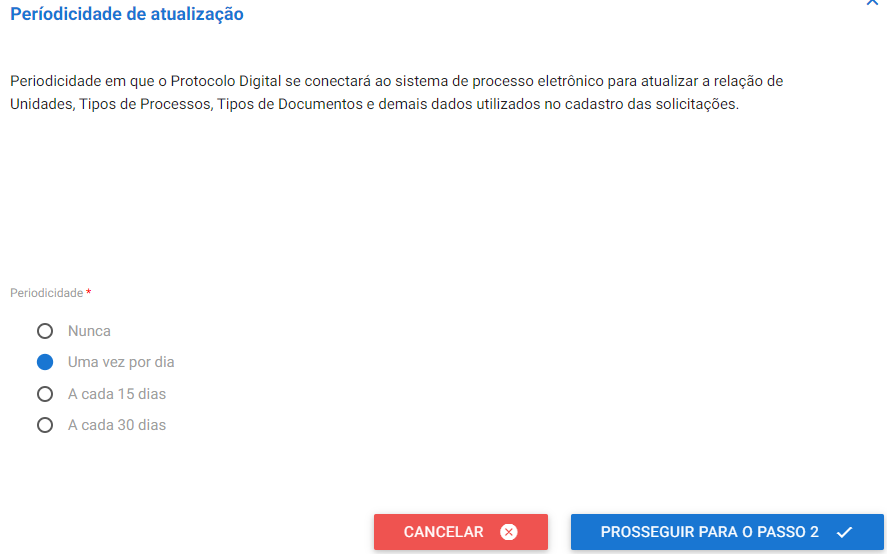 Períodicidade de atualização
Periodicidade em que o Protocolo Digital se conectará ao sistema de processo eletrônico para atualizar a relação de
Unidades, Tipos de Processos, Tipos de Documentos e demais dados utilizados no cadastro das solicitações.
Periodicidade *
Nunca
Uma vez por dia
A cada 15 dias
A cada 30 dias
CANCELAR
PROSSEGUIR PARA O PASSO 2